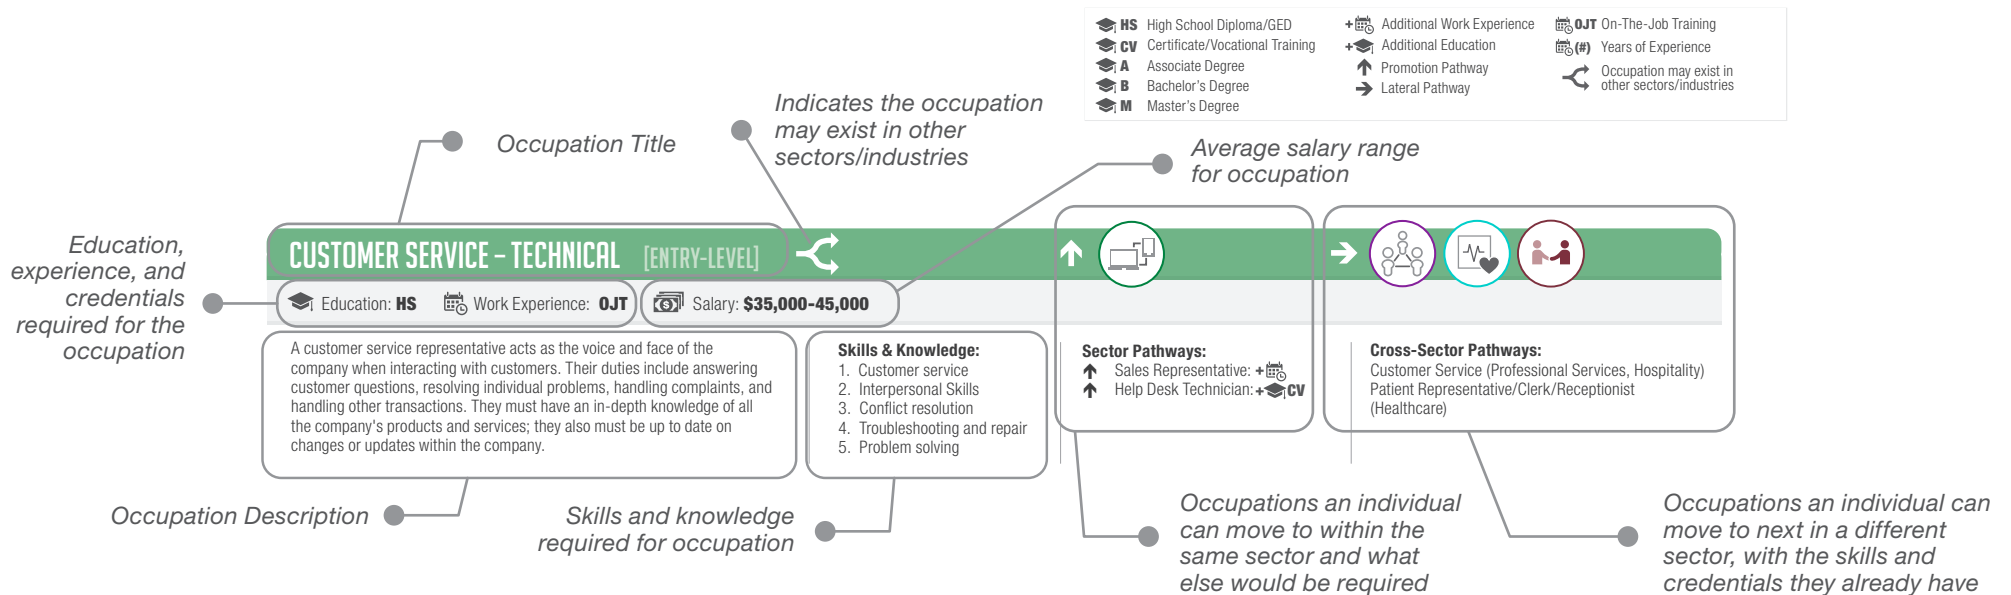 HS High School Diploma/GED
CV Certificate/Vocational Training
A Associate Degree
B Bachelor's Degree
M Master's Degree
+ Additional Work Experience
+ Additional Education
Promotion Pathway
Lateral Pathway
OJT On-The-Job Training
(#) Years of Experience
Occupation may exist in
other sectors/industries
Occupation Title
Indicates the occupation
may exist in other
sectors/industries
Average salary range
for occupation
Education,
experience, and
credentials
required for the
occupation
CUSTOMER SERVICE – TECHNICAL [ENTRY-LEVEL]
Education: HS Work Experience: OJT Salary: $35,000-45,000
A customer service representative acts as the voice and face of the
company when interacting with customers. Their duties include answering
customer questions, resolving individual problems, handling complaints, and
handling other transactions. They must have an in-depth knowledge of all
the company's products and services; they also must be up to date on
changes or updates within the company.
Skills & Knowledge:
1. Customer service
2. Interpersonal Skills
3. Conflict resolution
4. Troubleshooting and repair
5. Problem solving
Sector Pathways:
Sales Representative: +
Help Desk Technician: + CV
Cross-Sector Pathways:
Customer Service (Professional Services, Hospitality)
Patient Representative/Clerk/Receptionist
(Healthcare)
Occupation Description
Skills and knowledge
required for occupation
Occupations an individual
can move to within the
same sector and what
else would be required
Occupations an individual can
move to next in a different
sector, with the skills and
credentials they already have